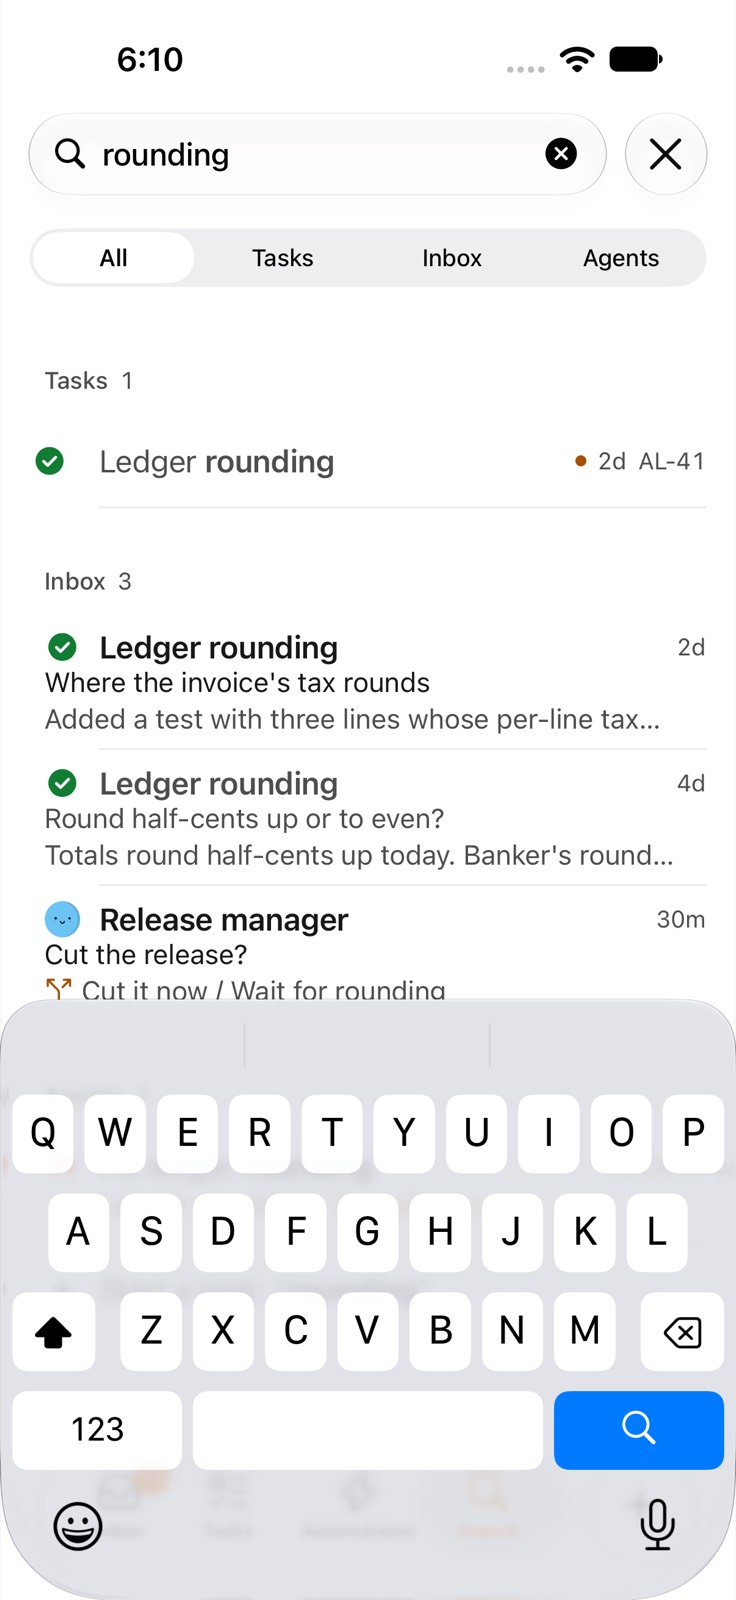 6:10
rounding
All Tasks Inbox Agents
Tasks 1
Ledger rounding 2d AL-41
Inbox 3
Ledger rounding 2d
Where the invoice's tax rounds
Added a test with three lines whose per-line tax...
Ledger rounding 4d
Round half-cents up or to even?
Totals round half-cents up today. Banker's round...
Release manager 30m
Cut the release?
Cut it now / Wait for rounding
Q W E R T Y U I O P
A S D F G H J K L
Z X C V B N M
123
Tasks Automations Search